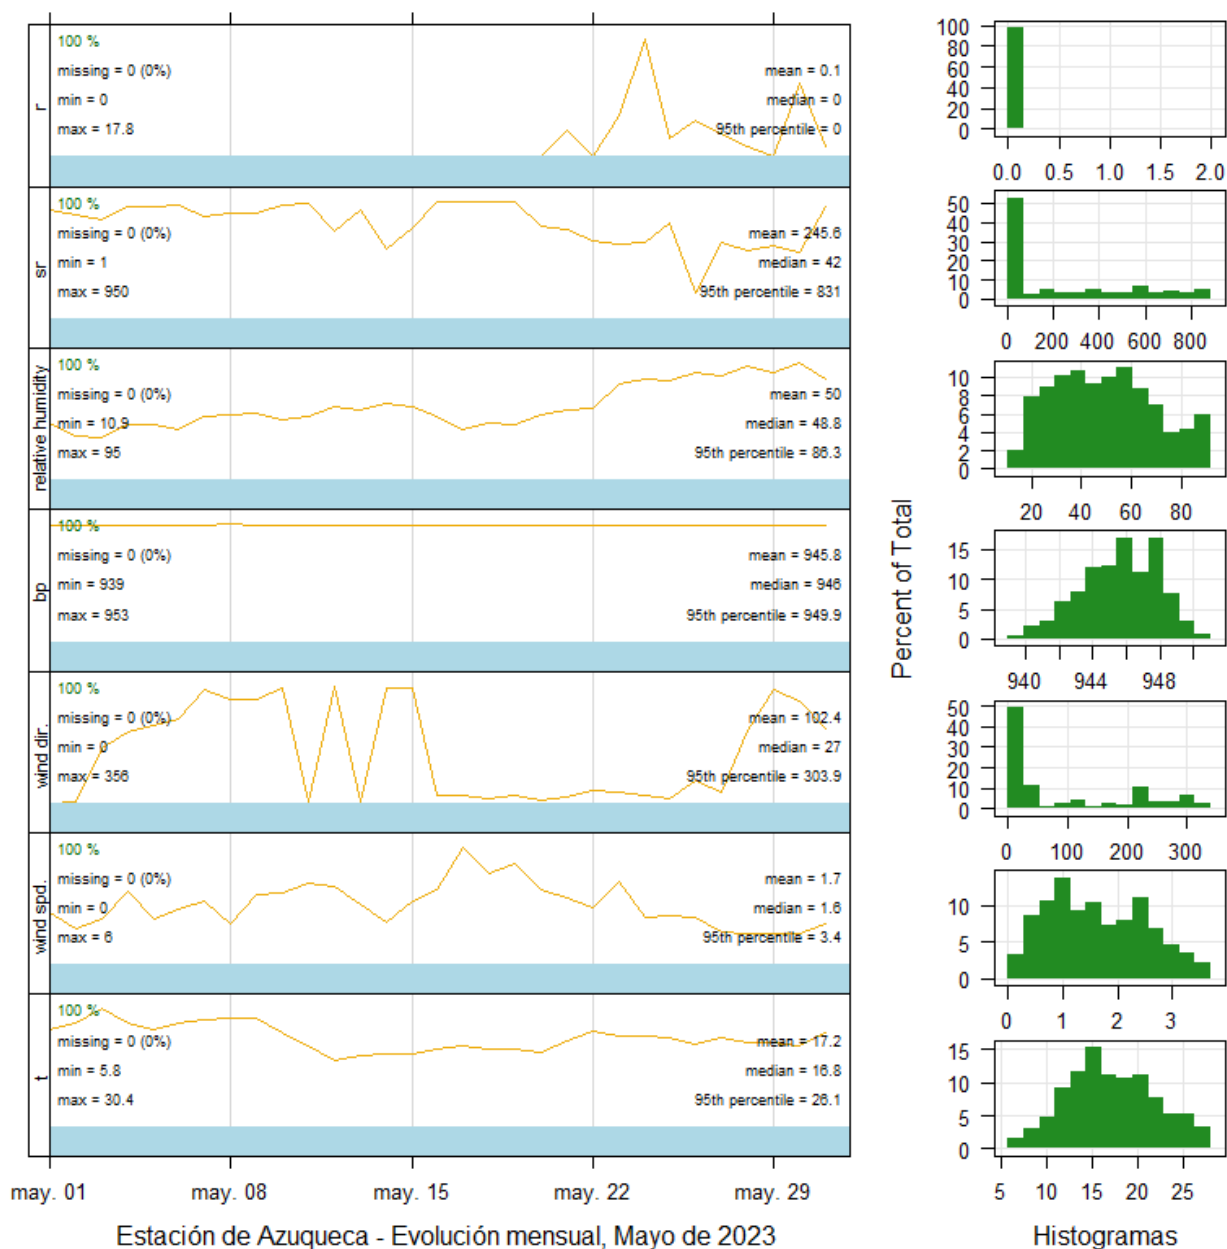 100 %
missing = 0 (0%)
min = 0
max = 17.8
mean = 0.1
median = 0
95th percentile = 0
r
100
80
60
40
20
0
0.0 0.5 1.0 1.5 2.0
100 %
missing = 0 (0%)
min = 1
max = 950
mean = 245.6
median = 42
95th percentile = 831
sr
50
40
30
20
10
0
0 200 400 600 800
100 %
missing = 0 (0%)
min = 10.9
max = 95
mean = 50
median = 48.8
95th percentile = 86.3
relative humidity
10
8
6
4
2
0
20 40 60 80
100 %
missing = 0 (0%)
min = 939
max = 953
mean = 945.8
median = 946
95th percentile = 949.9
bp
15
10
5
0
940 944 948
100 %
missing = 0 (0%)
min = 0
max = 356
mean = 102.4
median = 27
95th percentile = 303.9
wind dir.
50
40
30
20
10
0
0 100 200 300
100 %
missing = 0 (0%)
min = 0
max = 6
mean = 1.7
median = 1.6
95th percentile = 3.4
wind spd.
10
5
0
0 1 2 3
100 %
missing = 0 (0%)
min = 5.8
max = 30.4
mean = 17.2
median = 16.8
95th percentile = 26.1
t
15
10
5
0
5 10 15 20 25
Percent of Total
may. 01 may. 08 may. 15 may. 22 may. 29
Estación de Azuqueca - Evolución mensual, Mayo de 2023
Histogramas